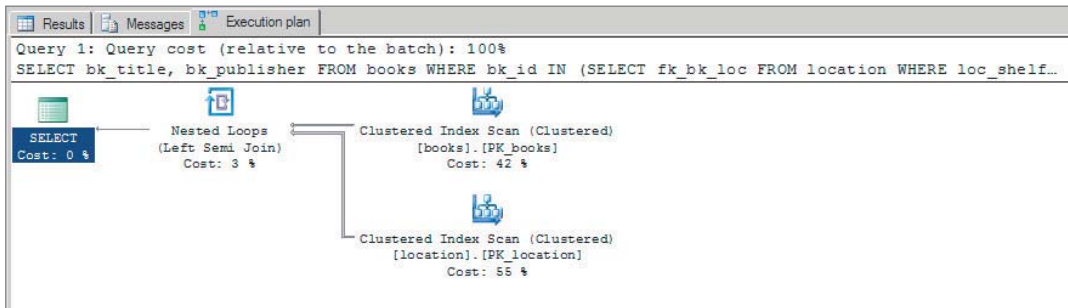 Results Messages Execution plan
Query 1: Query cost (relative to the batch): 100%
SELECT bk_title, bk_publisher FROM books WHERE bk_id IN (SELECT fk_bk_loc FROM location WHERE loc_shelf…
SELECT
Cost: 0 %
Nested Loops
(Left Semi Join)
Cost: 3 %
Clustered Index Scan (Clustered)
[books].[PK_books]
Cost: 42 %
Clustered Index Scan (Clustered)
[location].[PK_location]
Cost: 55 %